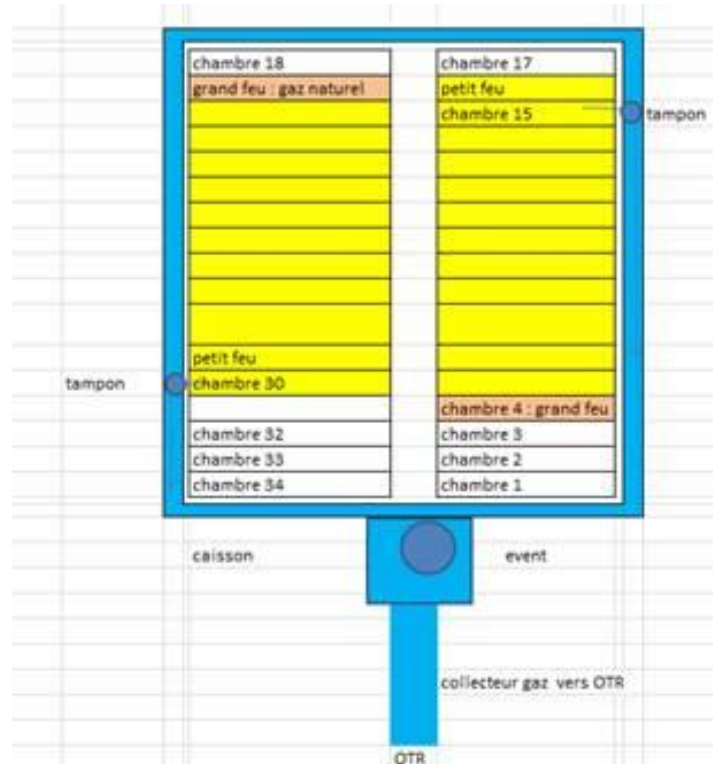 chambre 18
chambre 17
grand feu : gaz naturel
petit feu
chambre 15
tampon
petit feu
tampon
chambre 30
chambre 4 : grand feu
chambre 32
chambre 3
chambre 33
chambre 2
chambre 34
chambre 1
caisson
event
collecteur gaz vers OTR
OTR